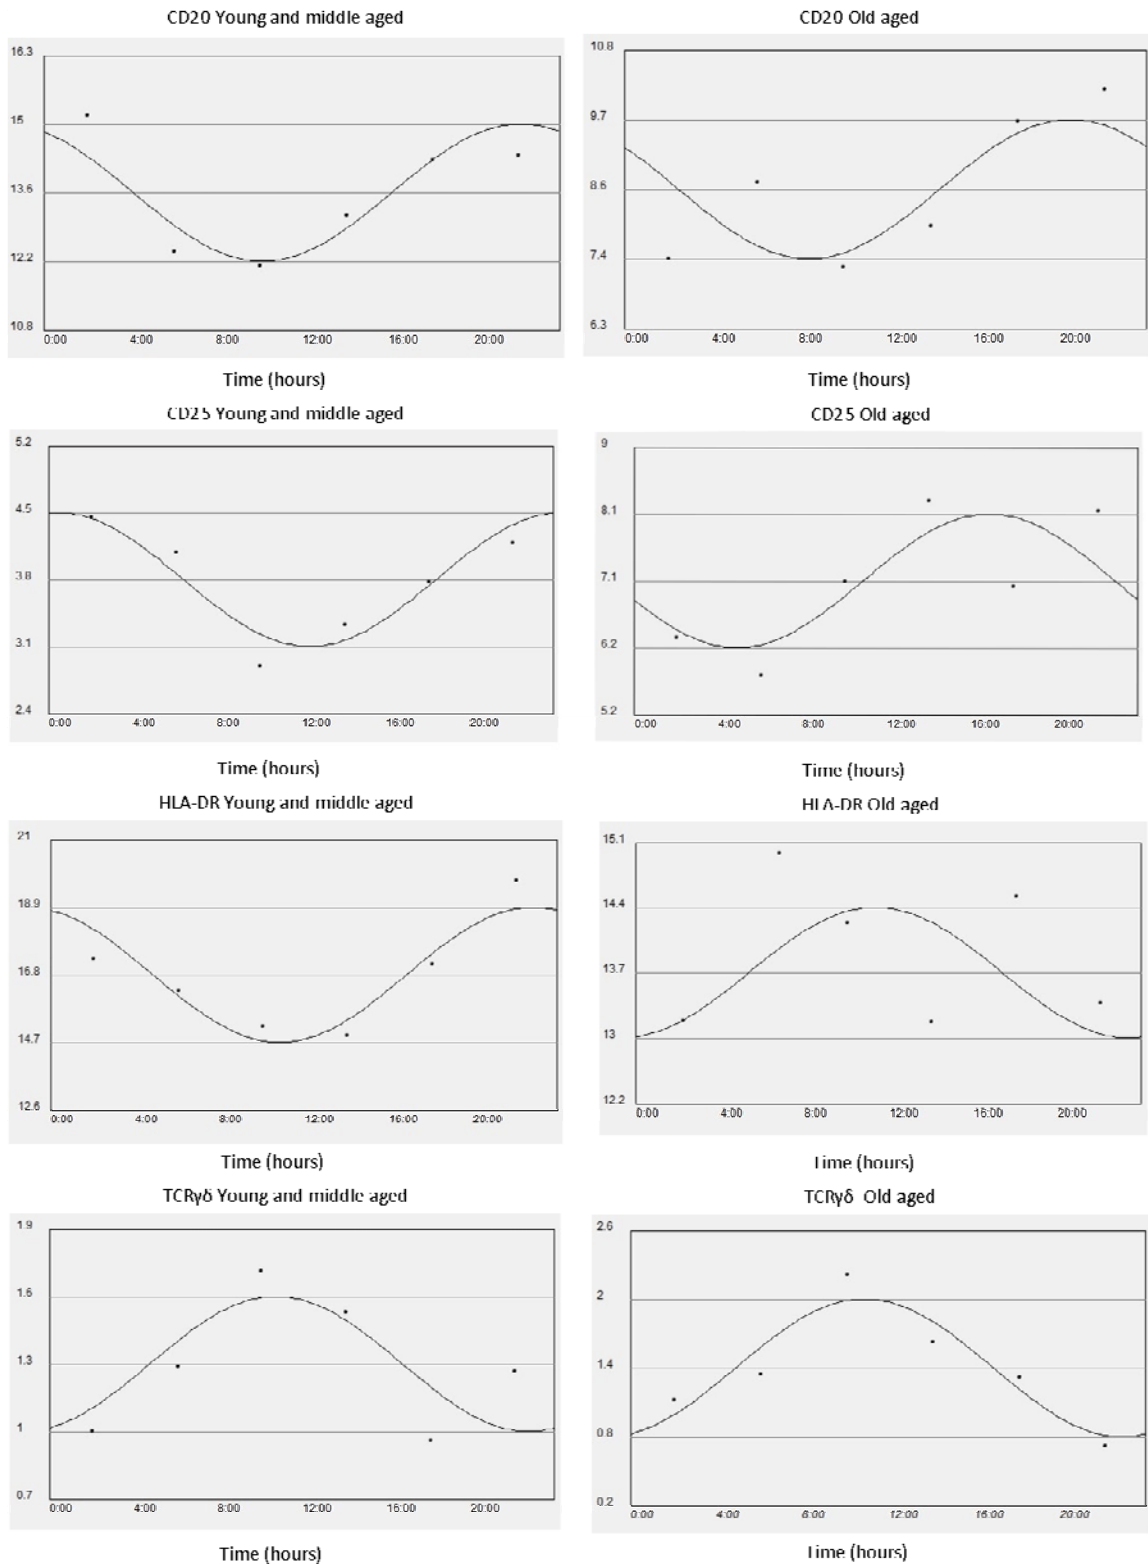 CD20 Young and middle aged
16.3
15
13.6
12.2
10.8
0:00 4:00 8:00 12:00 16:00 20:00
Time (hours)
CD20 Old aged
10.8
9.7
8.6
7.4
6.3
0:00 4:00 8:00 12:00 16:00 20:00
Time (hours)
CD25 Young and middle aged
5.2
4.5
3.8
3.1
2.4
0:00 4:00 8:00 12:00 16:00 20:00
Time (hours)
CD25 Old aged
9
8.1
7.1
6.2
5.2
0:00 4:00 8:00 12:00 16:00 20:00
Time (hours)
HLA-DR Young and middle aged
21
18.9
16.8
14.7
12.6
0:00 4:00 8:00 12:00 16:00 20:00
Time (hours)
HLA-DR Old aged
15.1
14.4
13.7
13
12.2
0:00 4:00 8:00 12:00 16:00 20:00
Time (hours)
TCRγδ Young and middle aged
1.9
1.6
1.3
1
0.7
0:00 4:00 8:00 12:00 16:00 20:00
Time (hours)
TCRγδ Old aged
2.6
2
1.4
0.8
0.2
0:00 4:00 8:00 12:00 16:00 20:00
Time (hours)